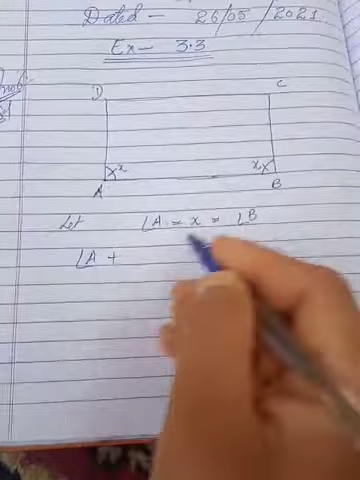 Dated - 26/05/2021
Ex- 3.3
D C
x x
A B
Let ∠A = x = ∠B
∠A +